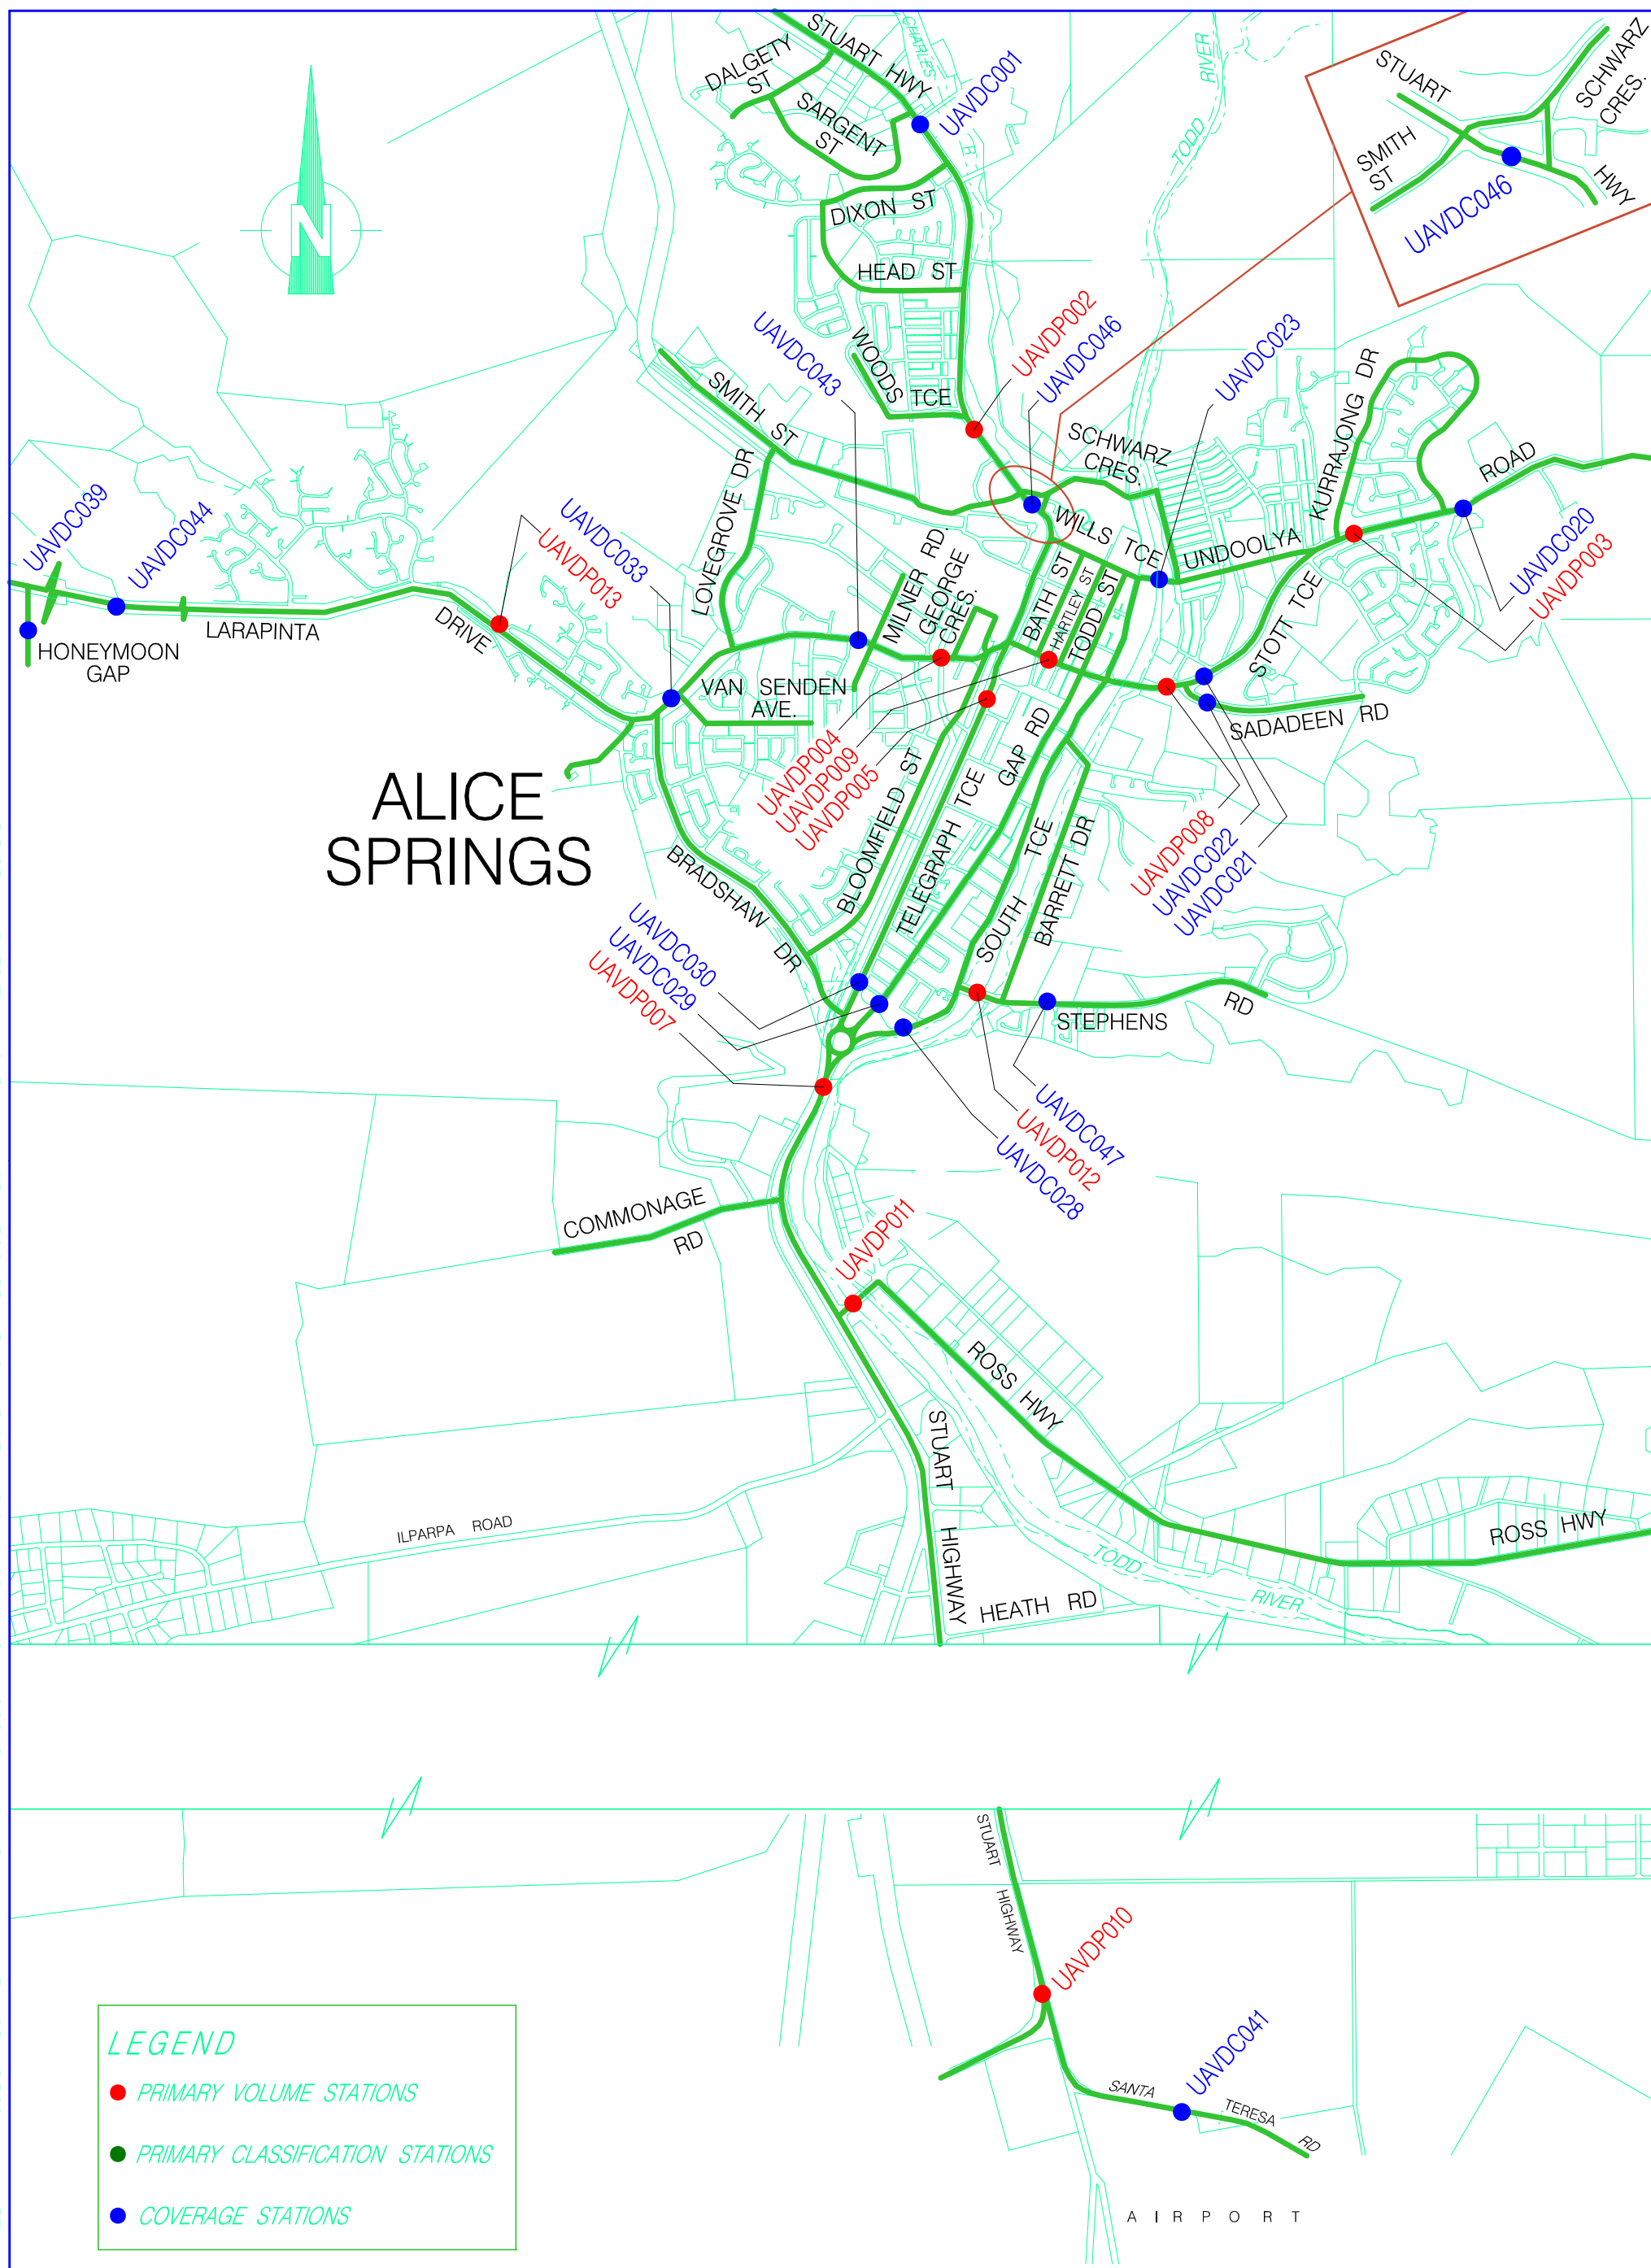 STUART HWY
CHARLES
R
UAVDC001
DALGETY
ST
SARGENT
ST
TODD
RIVER
STUART
SCHWARZ
CRES.
SMITH
ST
HWY
UAVDC046
N
DIXON ST
HEAD ST
WOODS
TCE
UAVDP002
UAVDC046
UAVDC043
UAVDC023
SMITH ST
LOVEGROVE DR
SCHWARZ
CRES.
KURRAJONG DR
ROAD
UAVDC039
UAVDC044
UAVDC033
UAVDP013
MILNER RD.
GEORGE
CRES.
WILLS TCE
UNDOOLYA
UAVDC020
UAVDP003
BATH ST
HARTLEY ST
TODD ST
STOTT TCE
HONEYMOON
GAP
LARAPINTA
DRIVE
VAN SENDEN
AVE.
SADADEEN RD
UAVDP004
UAVDP009
UAVDP005
GAP RD
ALICE
SPRINGS
BLOOMFIELD ST
TELEGRAPH TCE
SOUTH TCE
BARRETT DR
UAVDP008
UAVDC022
UAVDC021
BRADSHAW DR
UAVDC030
UAVDC029
UAVDP007
STEPHENS
RD
UAVDC047
UAVDP012
UAVDC028
COMMONAGE
RD
UAVDP011
ROSS HWY
STUART HIGHWAY
ILPARPA ROAD
ROSS HWY
TODD
RIVER
HEATH RD
STUART HIGHWAY
UAVDP010
UAVDC041
SANTA TERESA RD
AIRPORT
LEGEND
PRIMARY VOLUME STATIONS
PRIMARY CLASSIFICATION STATIONS
COVERAGE STATIONS